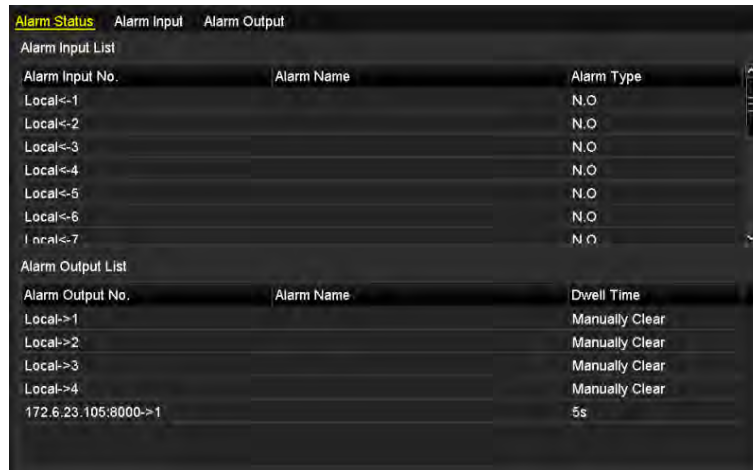 Alarm Status Alarm Input Alarm Output
Alarm Input List
Alarm Input No. Alarm Name Alarm Type
Local<-1 N.O
Local<-2 N.O
Local<-3 N.O
Local<-4 N.O
Local<-5 N.O
Local<-6 N.O
Local<-7 N.O
Alarm Output List
Alarm Output No. Alarm Name Dwell Time
Local->1 Manually Clear
Local->2 Manually Clear
Local->3 Manually Clear
Local->4 Manually Clear
172.6.23.105:8000->1 5s